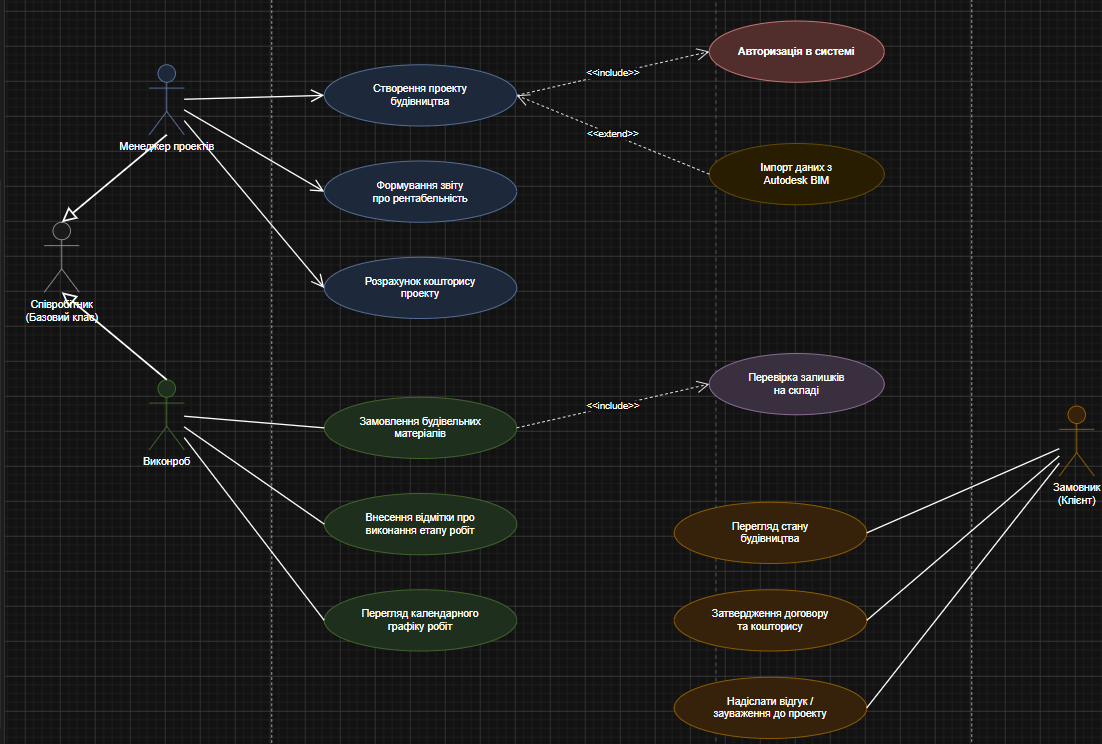 Авторизація в системі
<<include>>
Створення проекту
будівництва
<<extend>>
Менеджер проектів
Імпорт даних з
Autodesk BIM
Формування звіту
про рентабельність
Розрахунок кошторису
проекту
Співробітник
(Базовий клас)
Перевірка залишків
на складі
<<include>>
Замовлення будівельних
матеріалів
Виконроб
Замовник
(Клієнт)
Внесення відмітки про
виконання етапу робіт
Перегляд стану
будівництва
Перегляд календарного
графіку робіт
Затвердження договору
та кошторису
Надіслати відгук /
зауваження до проекту